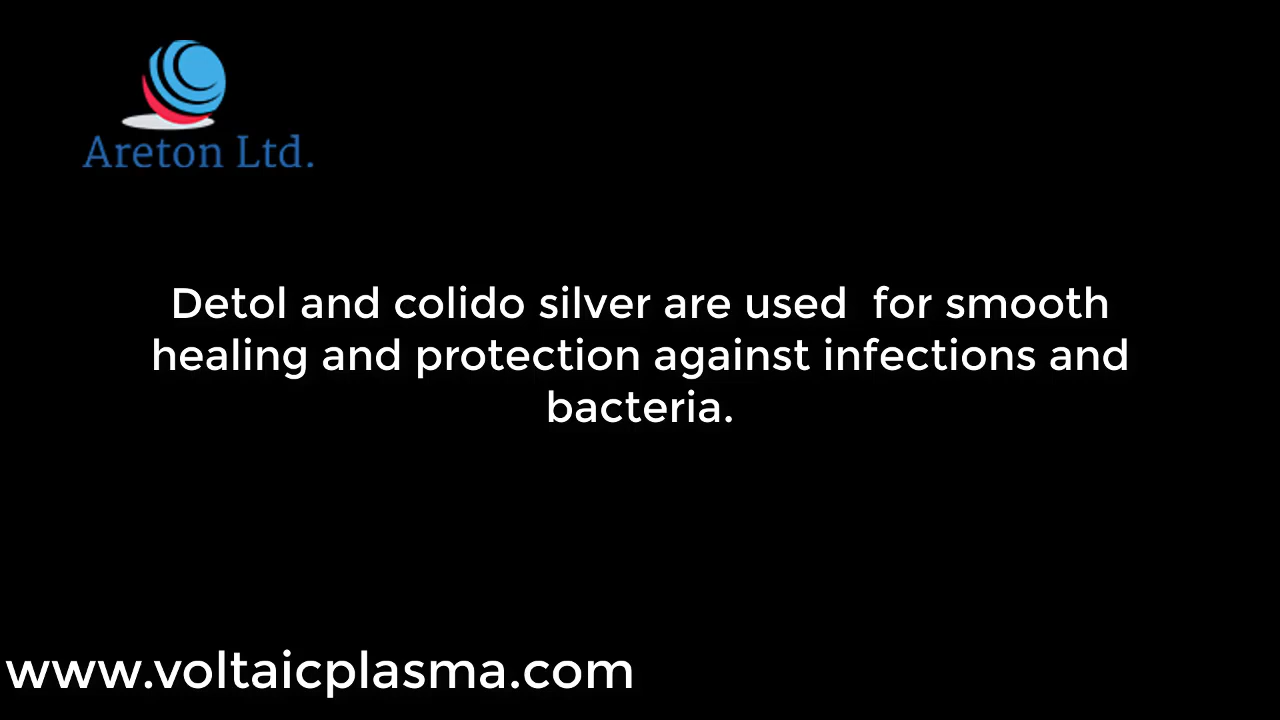 Areton Ltd.
Detol and colido silver are used  for smooth
healing and protection against infections and
bacteria.
www.voltaicplasma.com